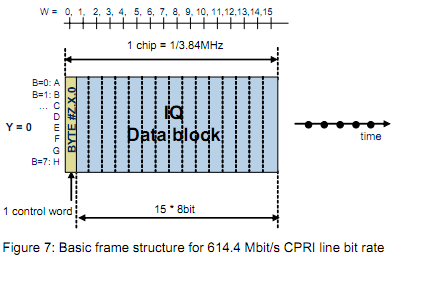 W = 0, 1, 2, 3, 4, 5, 6, 7, 8, 9, 10, 11,12,13,14,15
1 chip = 1/3.84MHz
B=0: A
B=1: B
... C
D
Y = 0
E
F
G
B=7: H
BYTE #Z.X.0
IQ
Data block
time
1 control word
15 * 8bit
Figure 7: Basic frame structure for 614.4 Mbit/s CPRI line bit rate